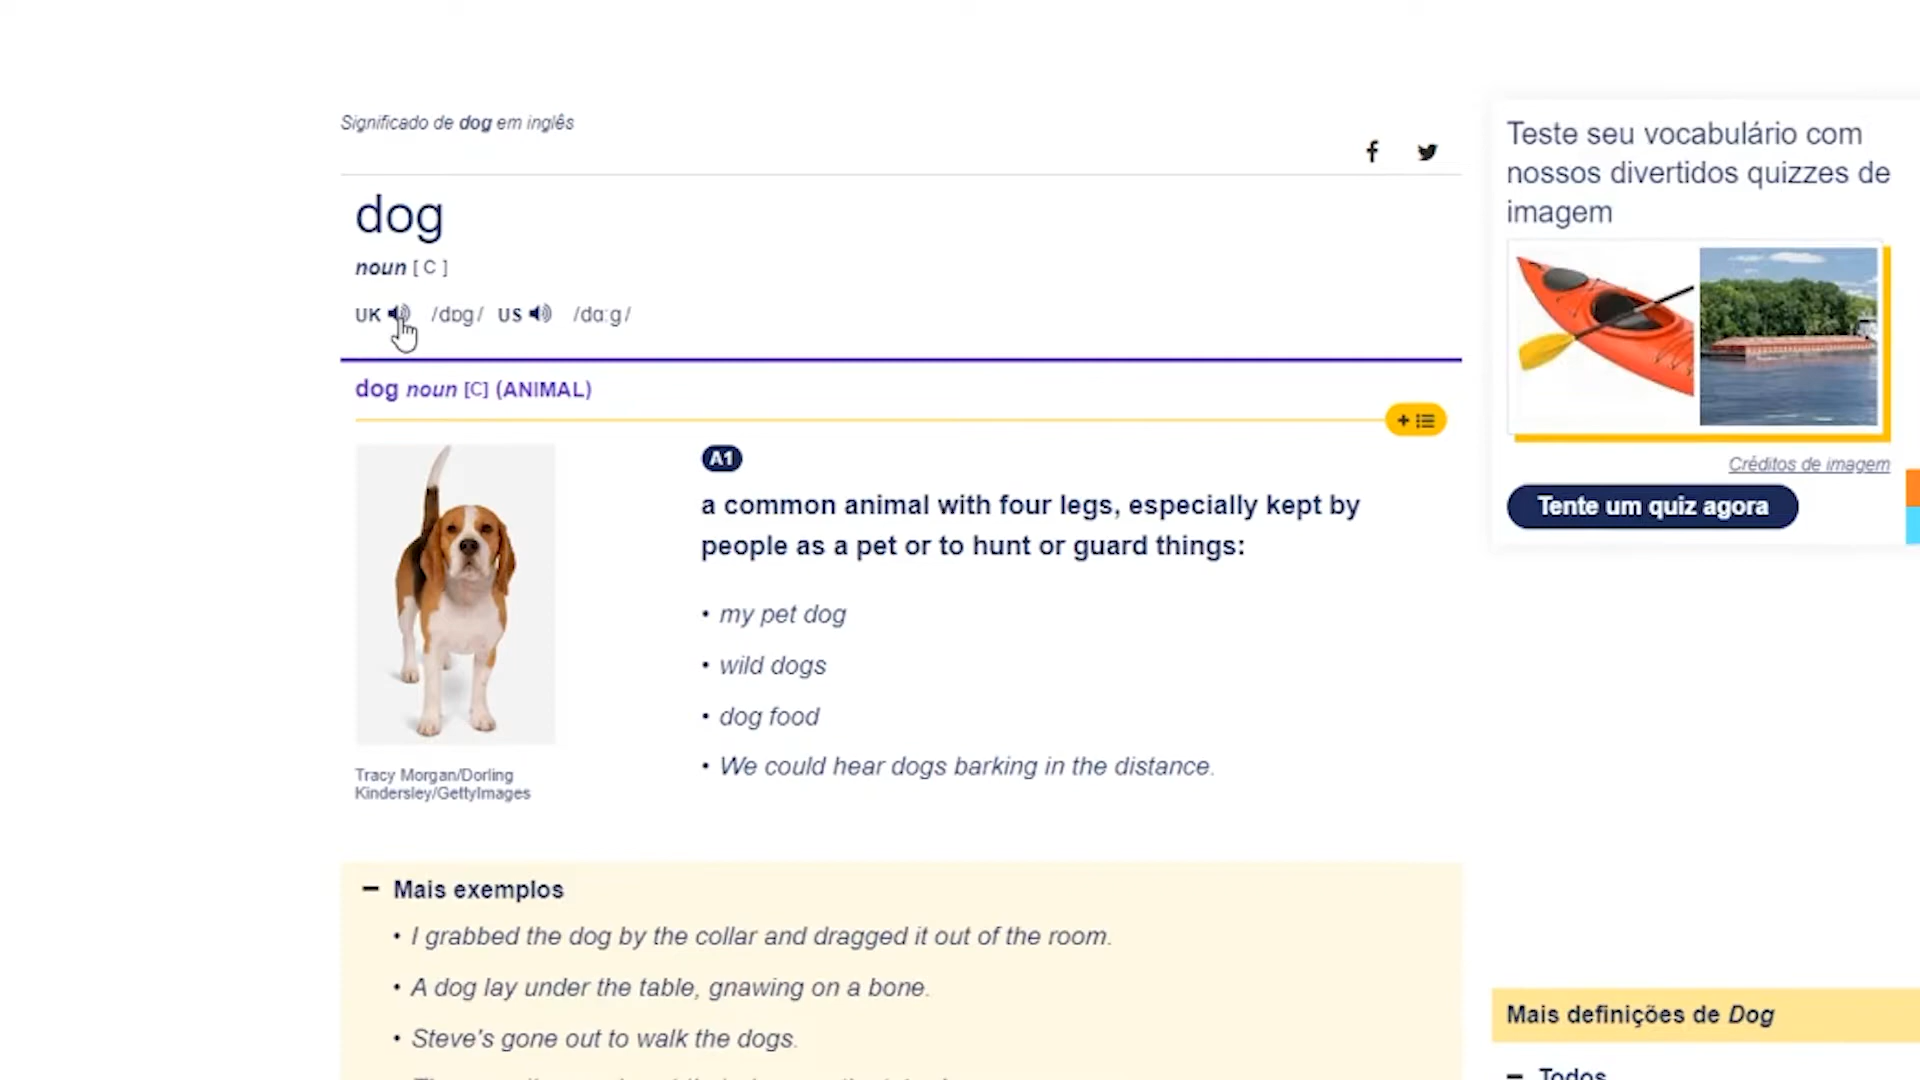 Significado de dog em inglês
dog
noun [ C ]
UK /dɒɡ/ US /dɑːɡ/
dog noun [C] (ANIMAL)
A1
a common animal with four legs, especially kept by
people as a pet or to hunt or guard things:
• my pet dog
• wild dogs
• dog food
• We could hear dogs barking in the distance.
Tracy Morgan/Dorling
Kindersley/GettyImages
Mais exemplos
• I grabbed the dog by the collar and dragged it out of the room.
• A dog lay under the table, gnawing on a bone.
• Steve's gone out to walk the dogs.
Teste seu vocabulário com
nossos divertidos quizzes de
imagem
Créditos de imagem
Tente um quiz agora
Mais definições de Dog
Todos